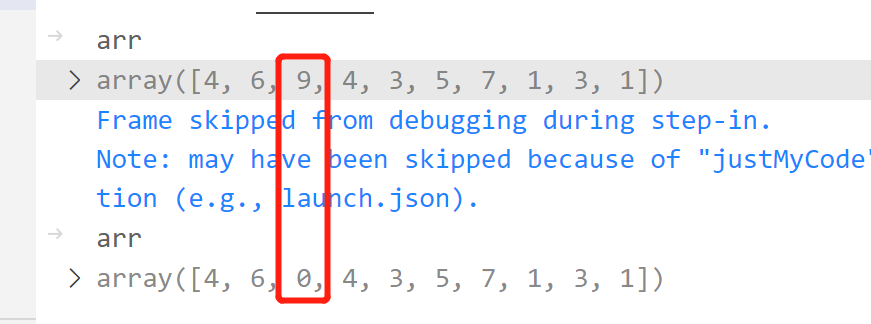 arr
array([4, 6, 9, 4, 3, 5, 7, 1, 3, 1])
Frame skipped from debugging during step-in.
Note: may have been skipped because of "justMyCode"
tion (e.g., launch.json).
arr
array([4, 6, 0, 4, 3, 5, 7, 1, 3, 1])